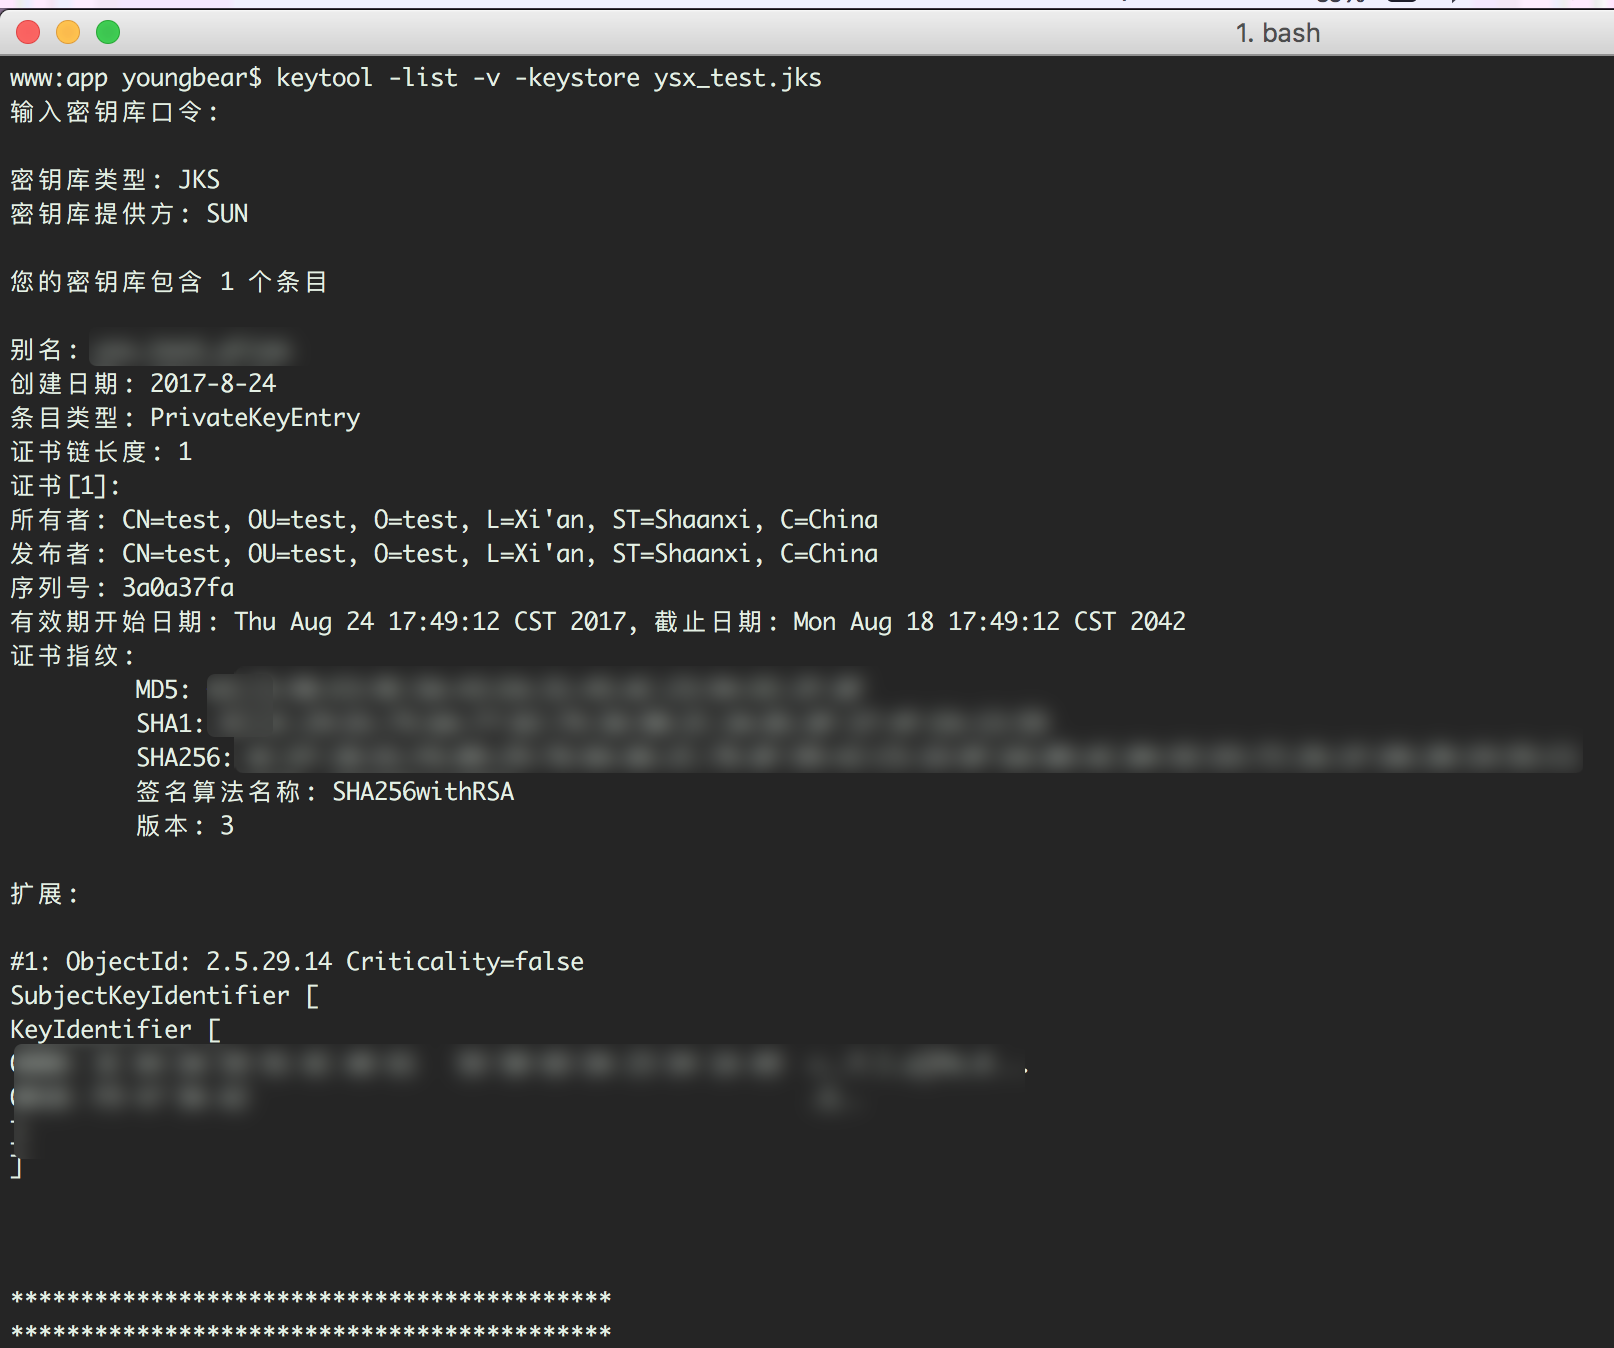 1. bash
www:app youngbear$ keytool -list -v -keystore ysx_test.jks
输入密钥库口令:
密钥库类型: JKS
密钥库提供方: SUN
您的密钥库包含 1 个条目
别名:
创建日期: 2017-8-24
条目类型: PrivateKeyEntry
证书链长度: 1
证书[1]:
所有者: CN=test, OU=test, O=test, L=Xi'an, ST=Shaanxi, C=China
发布者: CN=test, OU=test, O=test, L=Xi'an, ST=Shaanxi, C=China
序列号: 3a0a37fa
有效期开始日期: Thu Aug 24 17:49:12 CST 2017, 截止日期: Mon Aug 18 17:49:12 CST 2042
证书指纹:
MD5:
SHA1:
SHA256:
签名算法名称: SHA256withRSA
版本: 3
扩展:
#1: ObjectId: 2.5.29.14 Criticality=false
SubjectKeyIdentifier [
KeyIdentifier [
]
*******************************************
*******************************************